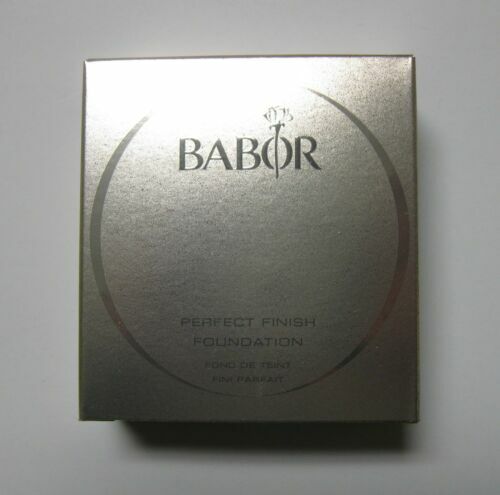 BABOR
PERFECT FINISH
FOUNDATION
FOND DE TEINT
FINI PARFAIT